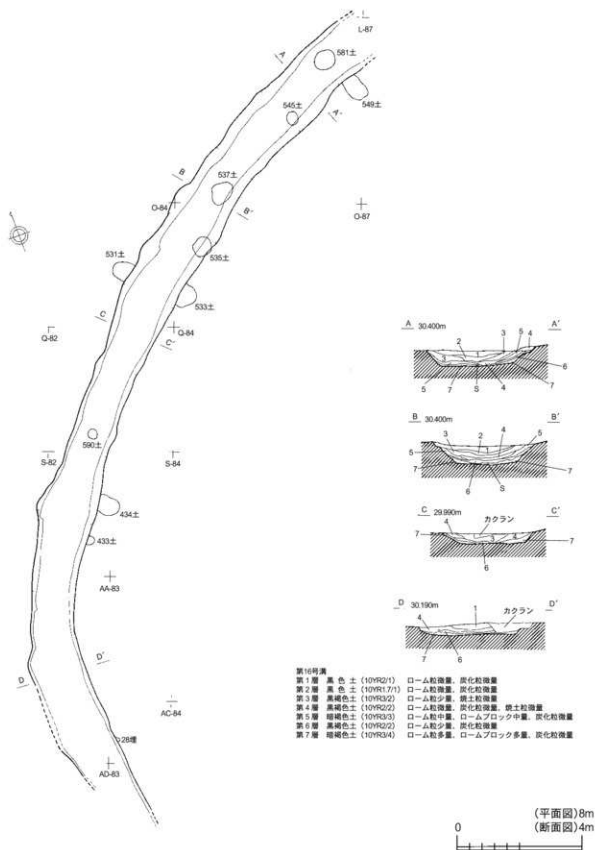 L-87
A
581土
545土
A'
549土
537土
B
O-84
B'
O-87
535土
531土
533土
C
Q-82
Q-84
C'
590土
S-82
S-84
434土
433土
AA-83
D'
D
AC-84
28埋
AD-83
A 30.400m A'
2 3 5 4
1
3
6
5 7 S 4 7
B 30.400m B'
3 2 4 5
5
7 6 S 7
C 29.990m カクラン C'
4
7 3 4 7
6
D 30.190m 1 カクラン D'
4
7 6
第16号溝
第1層 黒色土 (10YR2/1) ローム粒微量、炭化粒微量
第2層 黒色土 (10YR1.7/1) ローム粒微量、炭化粒微量
第3層 黒褐色土 (10YR3/2) ローム粒少量、焼土粒微量
第4層 黒褐色土 (10YR2/2) ローム粒微量、炭化粒微量、焼土粒微量
第5層 暗褐色土 (10YR3/3) ローム粒中量、ロームブロック中量、炭化粒微量
第6層 黒褐色土 (10YR2/2) ローム粒少量、炭化粒微量
第7層 暗褐色土 (10YR3/4) ローム粒多量、ロームブロック多量、炭化粒微量
(平面図)8m
0 (断面図)4m